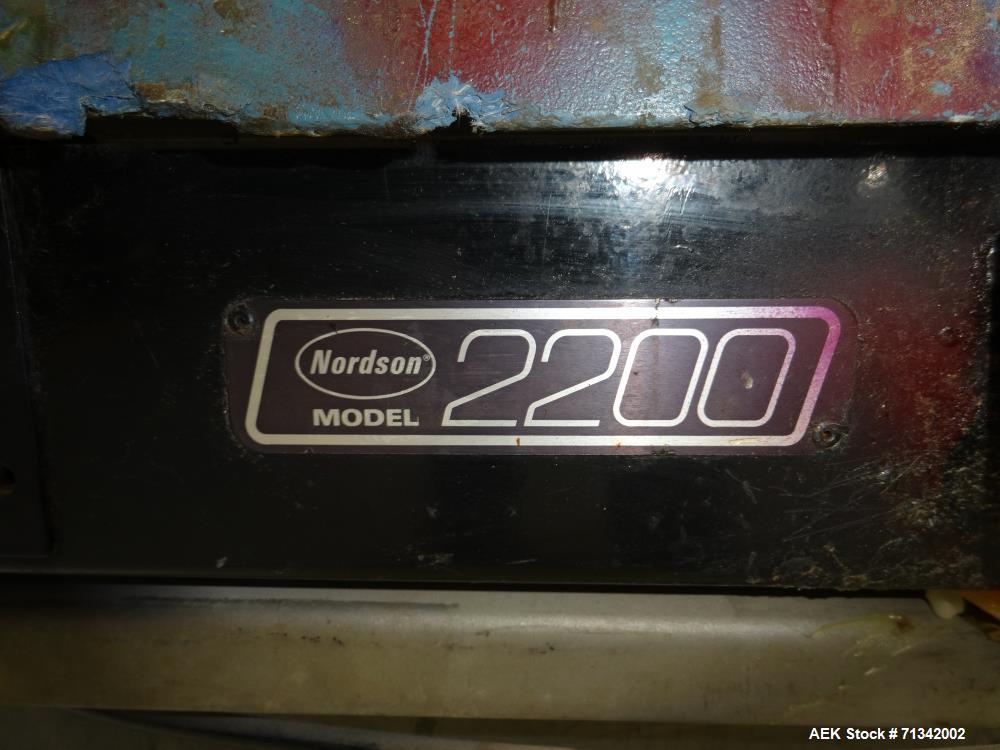 Nordson®
MODEL 2200
AEK Stock #71342002